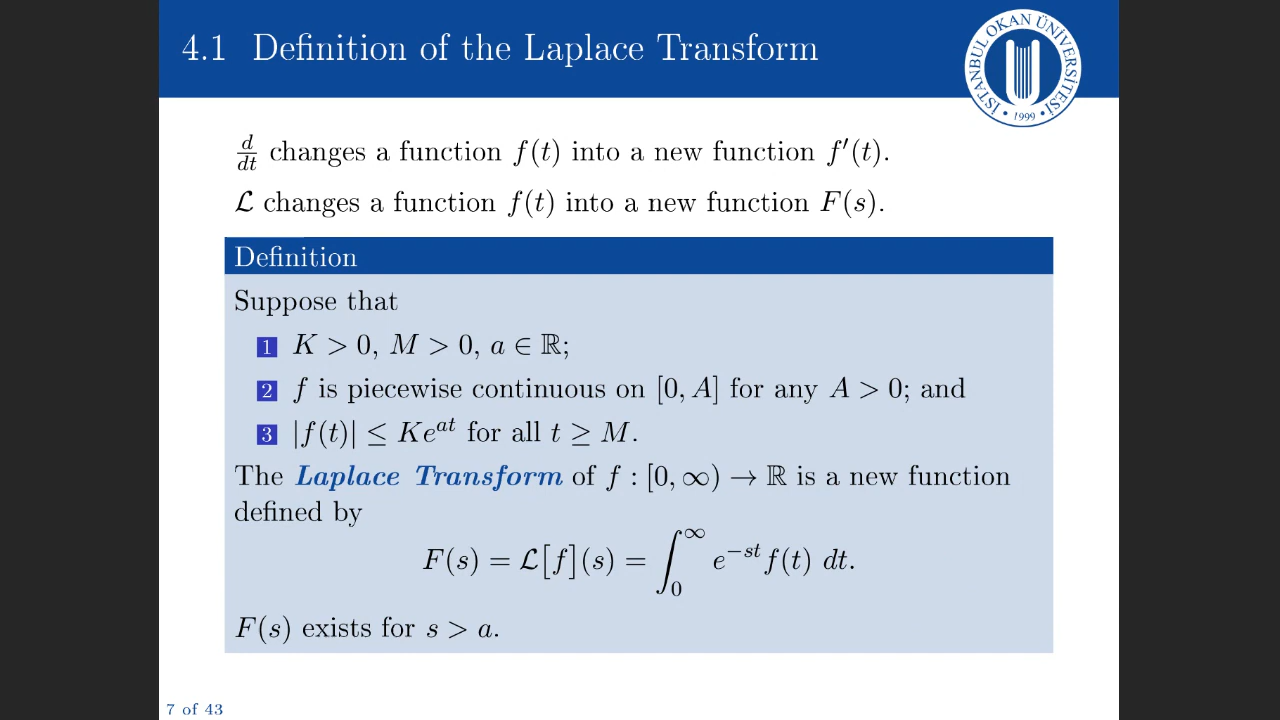 4.1 Definition of the Laplace Transform
İSTANBUL OKAN ÜNİVERSİTESİ
• 1999 •
d/dt changes a function f(t) into a new function f′(t).
ℒ changes a function f(t) into a new function F(s).
Definition
Suppose that
1 K > 0, M > 0, a ∈ ℝ;
2 f is piecewise continuous on [0, A] for any A > 0; and
3 |f(t)| ≤ Ke^{at} for all t ≥ M.
The Laplace Transform of f : [0, ∞) → ℝ is a new function
defined by
F(s) = ℒ[f](s) = ∫_0^∞ e^{−st} f(t) dt.
F(s) exists for s > a.
7 of 43